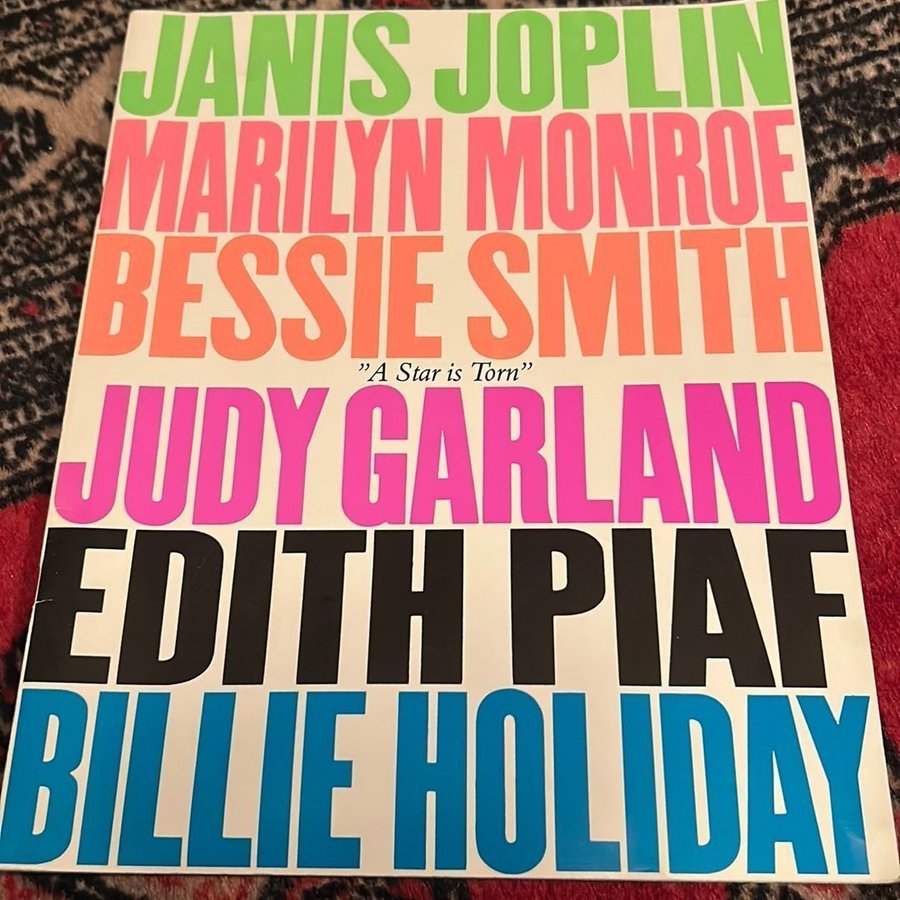 JANIS JOPLIN
MARILYN MONROE
BESSIE SMITH
”A Star is Torn”
JUDY GARLAND
EDITH PIAF
BILLIE HOLIDAY